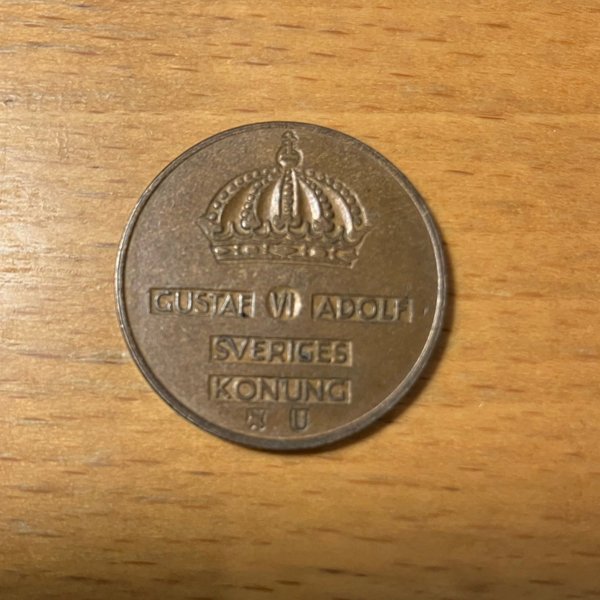 GUSTAF VI ADOLF
SVERIGES
KONUNG
U